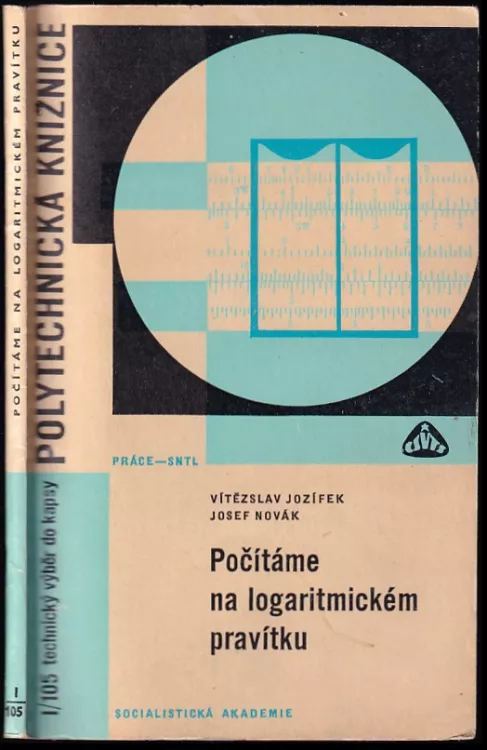 POČÍTÁME NA LOGARITMICKÉM PRAVÍTKU
I
105
I/105 technický výběr do kapsy POLYTECHNICKÁ KNIŽNICE
PRÁCE—SNTL
VÍTĚZSLAV JOZÍFEK
JOSEF NOVÁK
Počítáme
na logaritmickém
pravítku
SOCIALISTICKÁ AKADEMIE